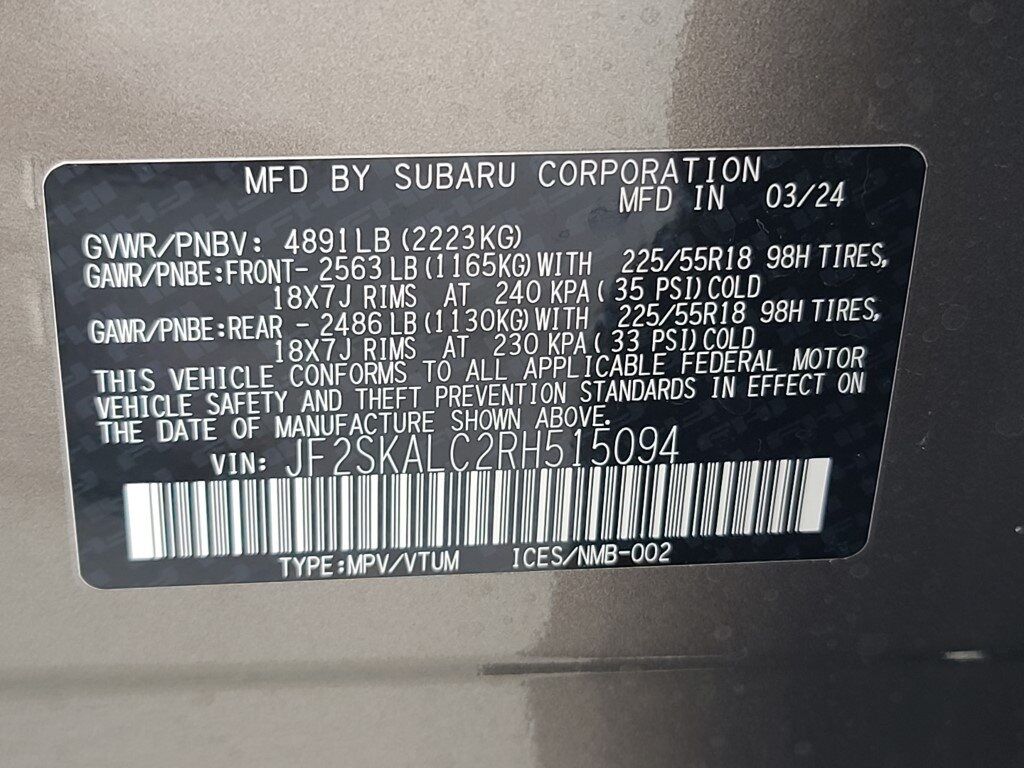 MFD BY SUBARU CORPORATION
MFD IN 03/24
GVWR/PNBV: 4891LB (2223KG)
GAWR/PNBE:FRONT- 2563 LB (1165KG) WITH 225/55R18 98H TIRES,
18X7J RIMS AT 240 KPA ( 35 PSI) COLD
GAWR/PNBE:REAR - 2486 LB (1130KG) WITH 225/55R18 98H TIRES,
18X7J RIMS AT 230 KPA ( 33 PSI) COLD
THIS VEHICLE CONFORMS TO ALL APPLICABLE FEDERAL MOTOR
VEHICLE SAFETY AND THEFT PREVENTION STANDARDS IN EFFECT ON
THE DATE OF MANUFACTURE SHOWN ABOVE.
VIN: JF2SKALC2RH515094
TYPE:MPV/VTUM ICES/NMB-002